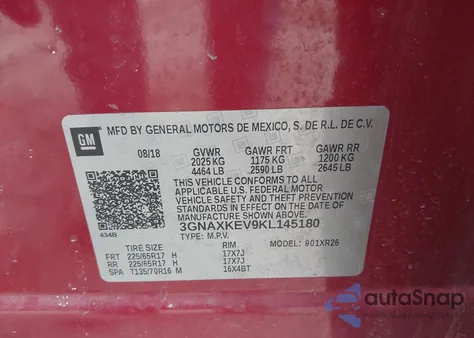 GM
MFD BY GENERAL MOTORS DE MEXICO, S. DE R.L. DE C.V.
08/18 GVWR GAWR FRT GAWR RR
2025 KG 1175 KG 1200 KG
4464 LB 2590 LB 2645 LB
THIS VEHICLE CONFORMS TO ALL
APPLICABLE U.S. FEDERAL MOTOR
VEHICLE SAFETY AND THEFT PREVENTION
STANDARDS IN EFFECT ON THE DATE OF
MANUFACTURE SHOWN ABOVE.
434B
3GNAXKEV9KL145180
TYPE: M.P.V. MODEL: 901XR26
TIRE SIZE RIM
FRT 225/65R17 H 17X7J
RR 225/65R17 H 17X7J
SPA T135/70R16 M 16X4BT
autoSnap